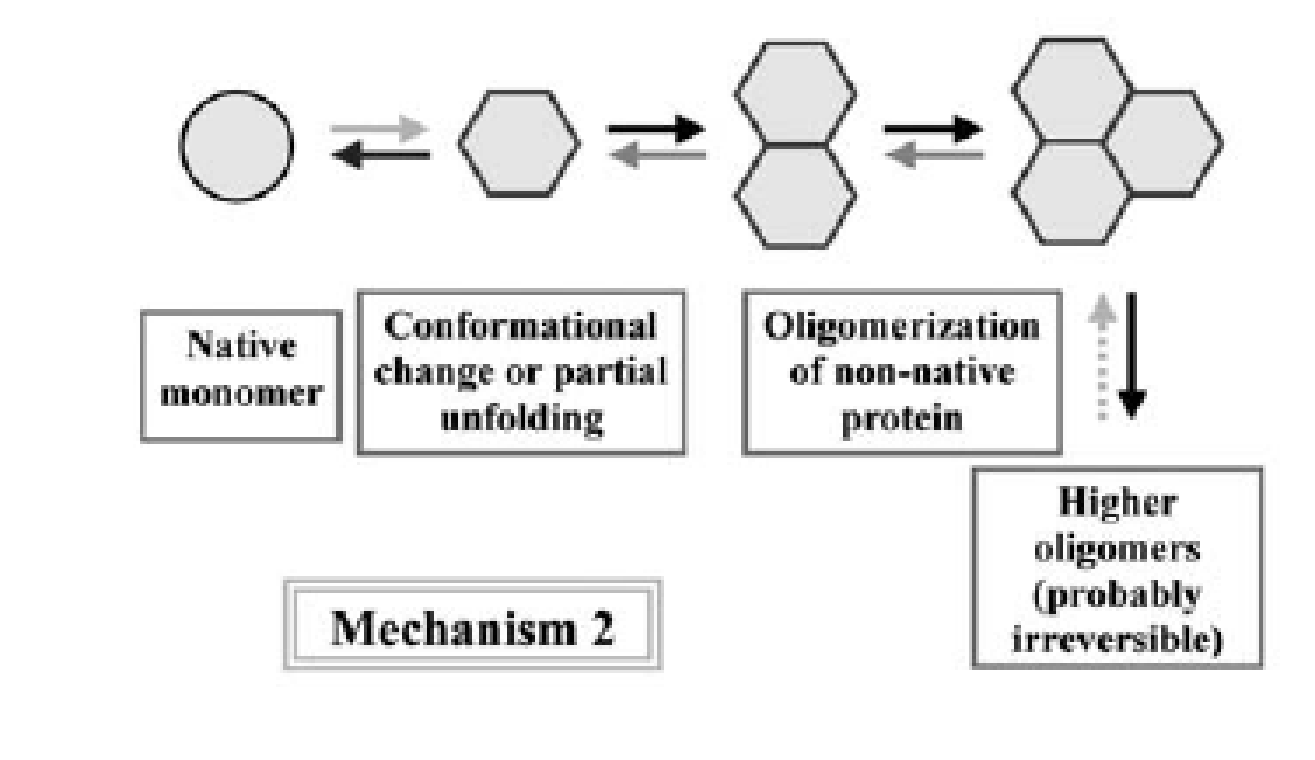 Native
monomer
Conformational
change or partial
unfolding
Oligomerization
of non-native
protein
Higher
oligomers
(probably
irreversible)
Mechanism 2